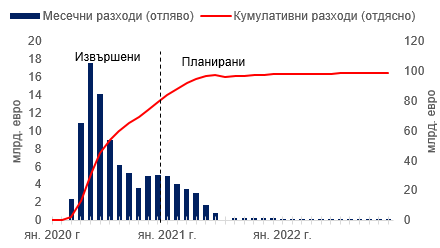 Месечни разходи (отляво) Кумулативни разходи (отдясно)
20 120
18
16 100
14 80
12
10 60
8
6 40
4 20
2
0 0
Извършени Планирани
млрд. евро
млрд. евро
ян. 2020 г ян. 2021 г. ян. 2022 г.